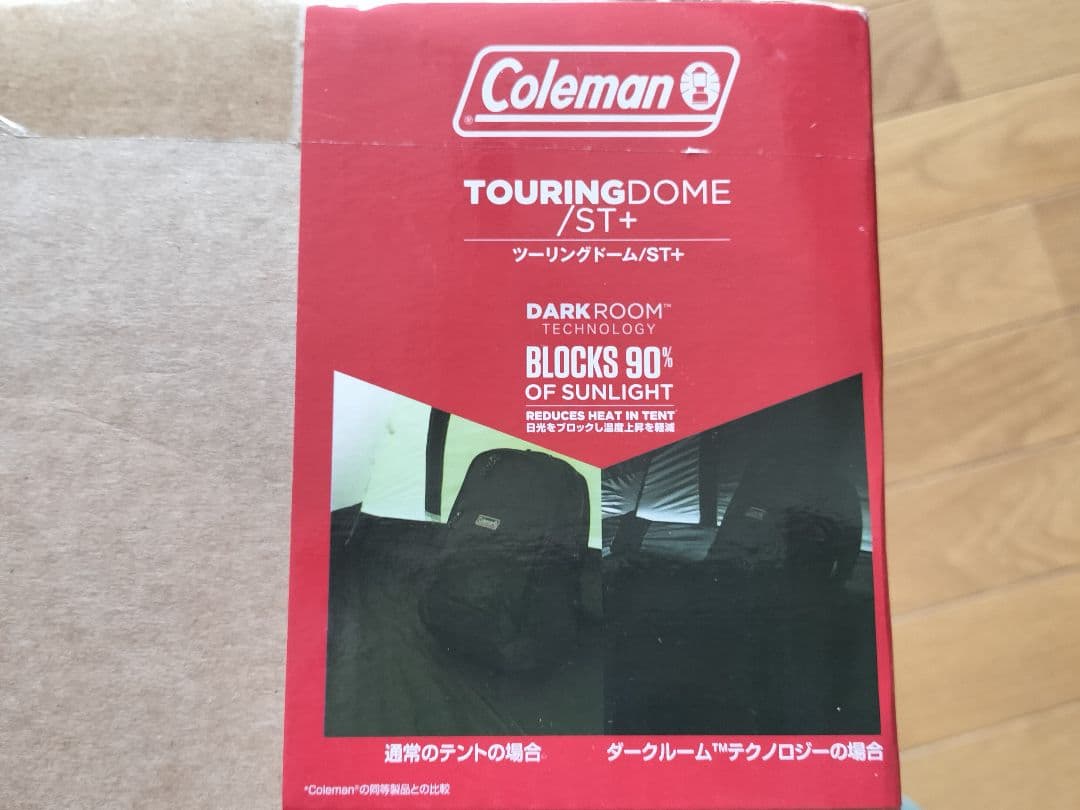 Coleman®
TOURINGDOME
/ST+
ツーリングドーム/ST+
DARKROOM™
TECHNOLOGY
BLOCKS 90%
OF SUNLIGHT
REDUCES HEAT IN TENT*
日光をブロックし温度上昇を軽減
Coleman
通常のテントの場合
ダークルーム™テクノロジーの場合
*Coleman®の同等製品との比較